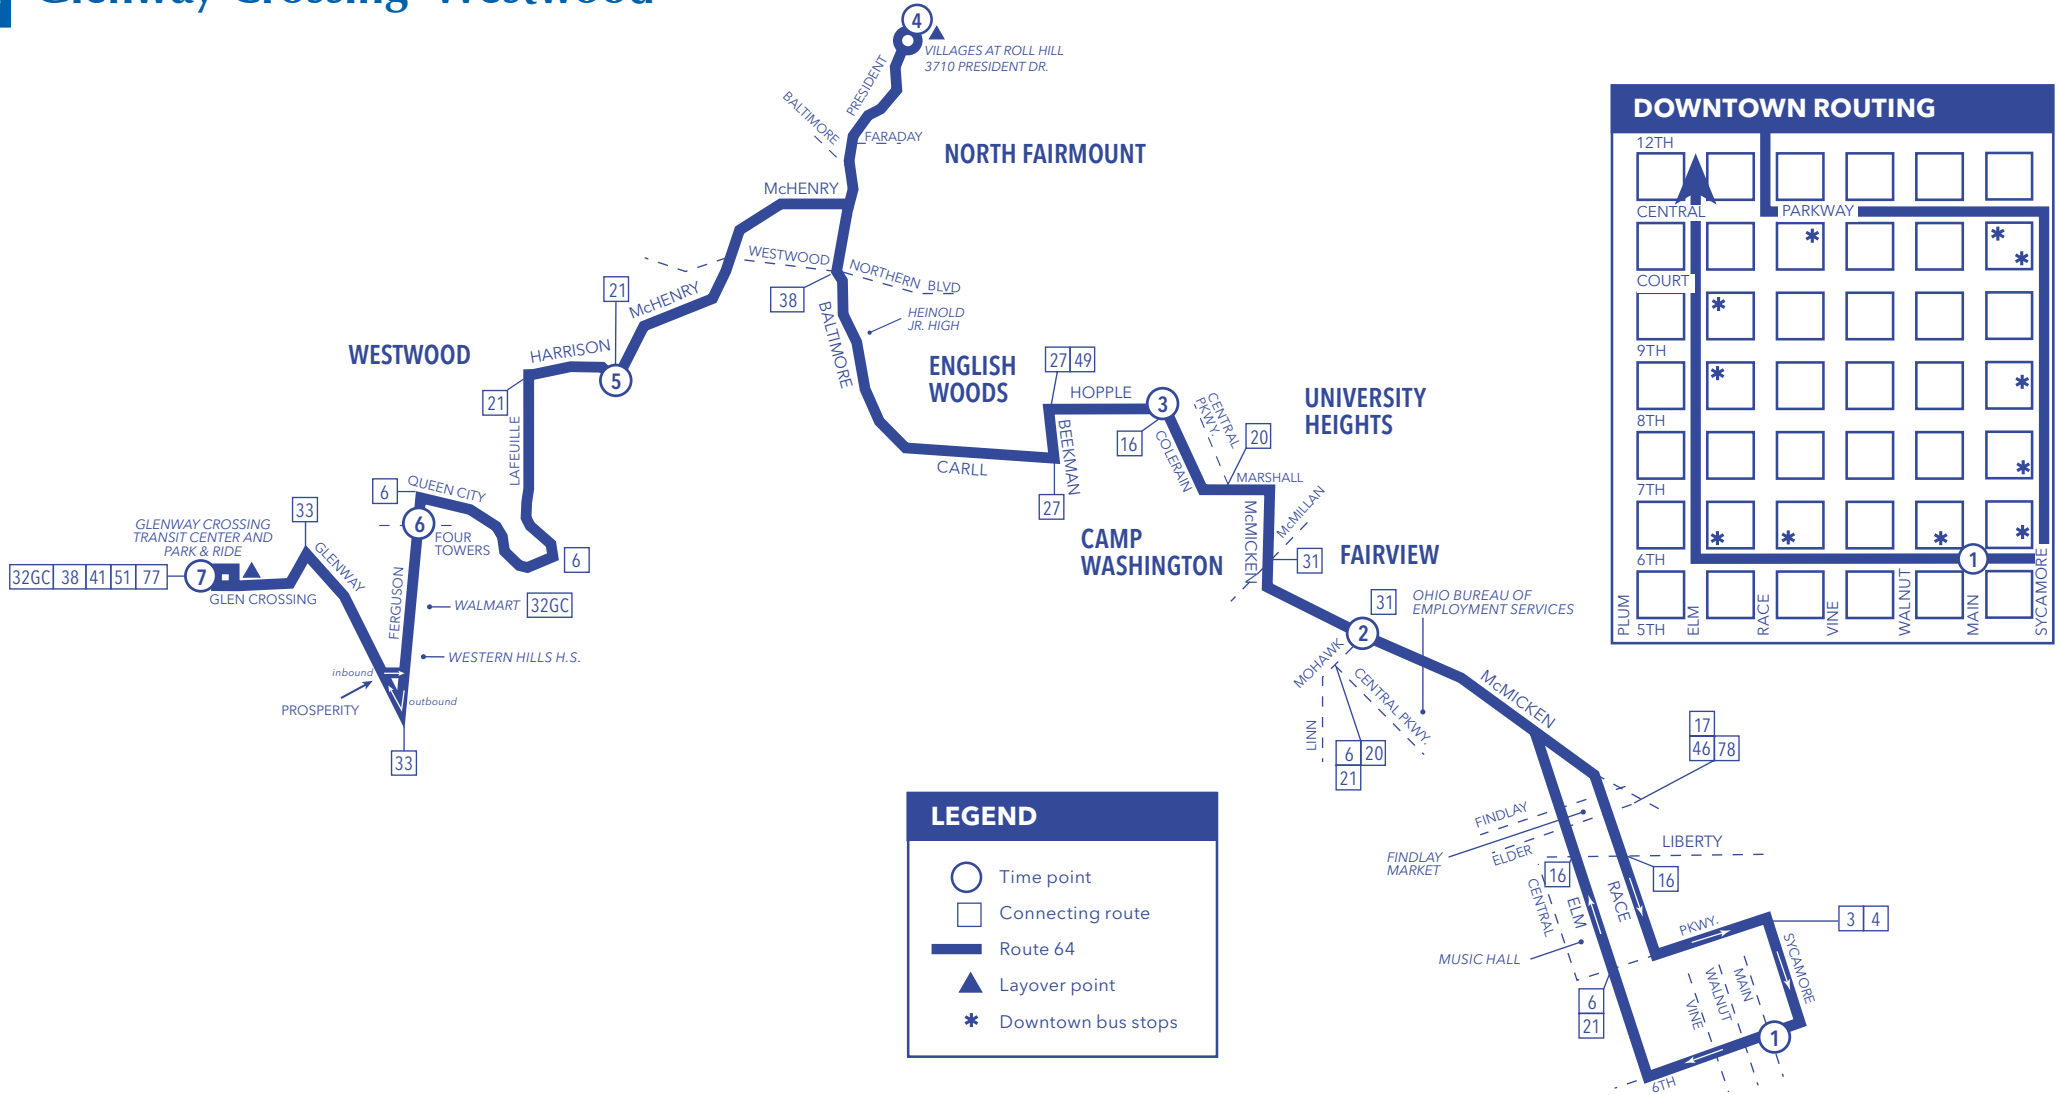 Glenway Crossing–Westwood
4
VILLAGES AT ROLL HILL
3710 PRESIDENT DR.
PRESIDENT
BALTIMORE
FARADAY
NORTH FAIRMOUNT
McHENRY
WESTWOOD
NORTHERN BLVD
McHENRY
21
38
BALTIMORE
HEINOLD
JR. HIGH
WESTWOOD
HARRISON
5
21
LAFEUILLE
ENGLISH
WOODS
27 49
HOPPLE
3
16
BEEKMAN
CARLL
27
COLERAIN
CENTRAL
PKWY.
20
MARSHALL
UNIVERSITY
HEIGHTS
McMICKEN
McMILLAN
31
CAMP
WASHINGTON
FAIRVIEW
QUEEN CITY
6
6
FOUR
TOWERS
6
33
GLENWAY CROSSING
TRANSIT CENTER AND
PARK & RIDE
32GC 38 41 51 77
7
GLEN CROSSING
GLENWAY
FERGUSON
WALMART 32GC
WESTERN HILLS H.S.
inbound
outbound
PROSPERITY
33
31
2
OHIO BUREAU OF
EMPLOYMENT SERVICES
MOHAWK
CENTRAL PKWY.
LINN
6 20
21
McMICKEN
17
46 78
FINDLAY
ELDER
FINDLAY
MARKET
LIBERTY
16
16
CENTRAL
ELM
RACE
PKWY.
3 4
SYCAMORE
MUSIC HALL
6
21
MAIN
WALNUT
VINE
1
6TH
LEGEND
Time point
Connecting route
Route 64
Layover point
Downtown bus stops
DOWNTOWN ROUTING
12TH
CENTRAL PARKWAY
COURT
9TH
8TH
7TH
6TH
5TH
1
PLUM
ELM
RACE
VINE
WALNUT
MAIN
SYCAMORE